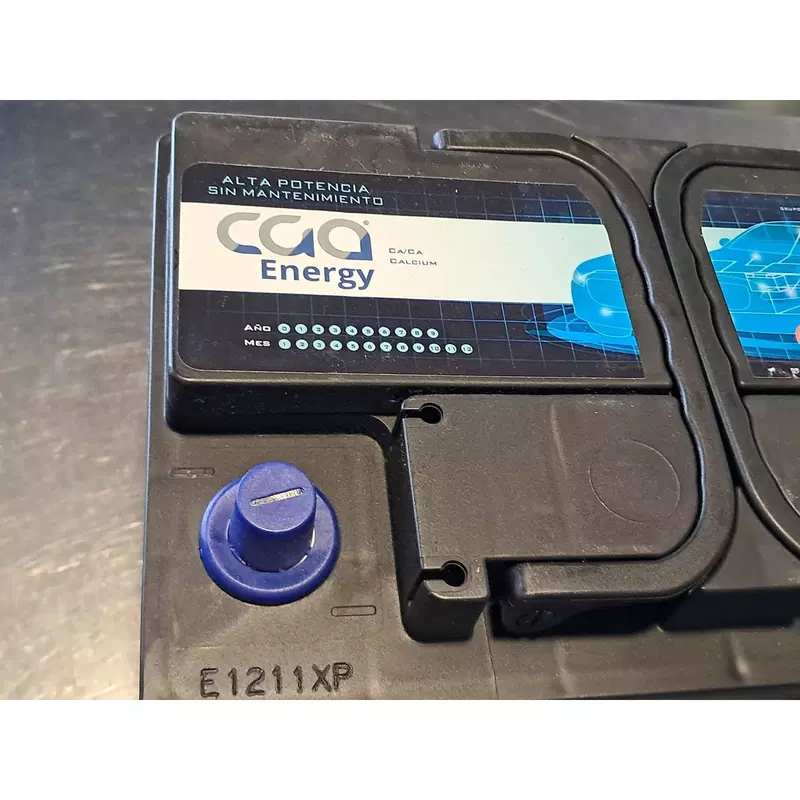 ALTA POTENCIA
SIN MANTENIMIENTO
caa®
Energy
Ca/Ca
Calcium
AÑO 0 1 2 3 4 5 6 7 8 9
MES 1 2 3 4 5 6 7 8 9 10 11 12
E1211XP